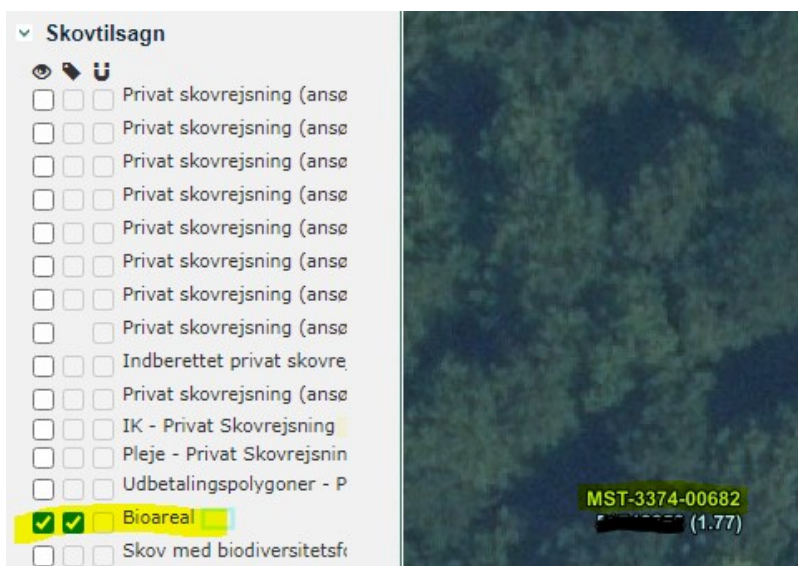 Skovtilsagn
Privat skovrejsning (ansø
Privat skovrejsning (ansø
Privat skovrejsning (ansø
Privat skovrejsning (ansø
Privat skovrejsning (ansø
Privat skovrejsning (ansø
Privat skovrejsning (ansø
Privat skovrejsning (ansø
Indberettet privat skovre
Privat skovrejsning (ansø
IK - Privat Skovrejsning
Pleje - Privat Skovrejsnin
Udbetalingspolygoner - P
Bioareal
Skov med biodiversitetsfo
MST-3374-00682
(1.77)